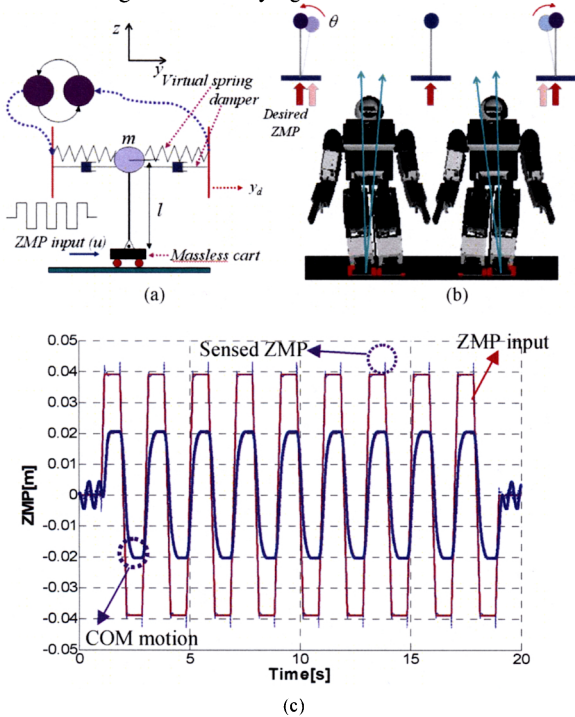 z
y
Virtual spring
damper
m
l
y_d
ZMP input (u)
Massless cart
(a)
θ
Desired
ZMP
(b)
Sensed ZMP
ZMP input
COM motion
ZMP[m]
0.05
0.04
0.03
0.02
0.01
0
-0.01
-0.02
-0.03
-0.04
-0.05
0 5 10 15 20
Time[s]
(c)